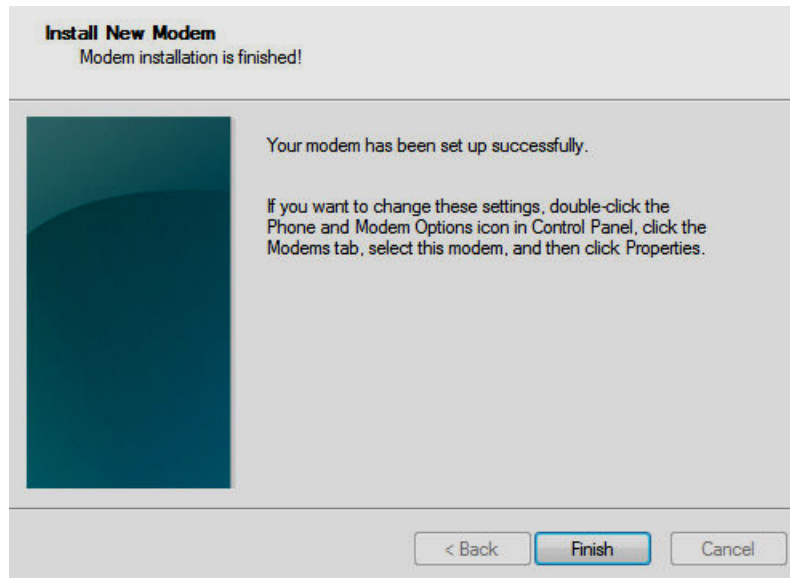 Install New Modem
Modem installation is finished!
Your modem has been set up successfully.
If you want to change these settings, double-click the
Phone and Modem Options icon in Control Panel, click the
Modems tab, select this modem, and then click Properties.
< Back
Finish
Cancel